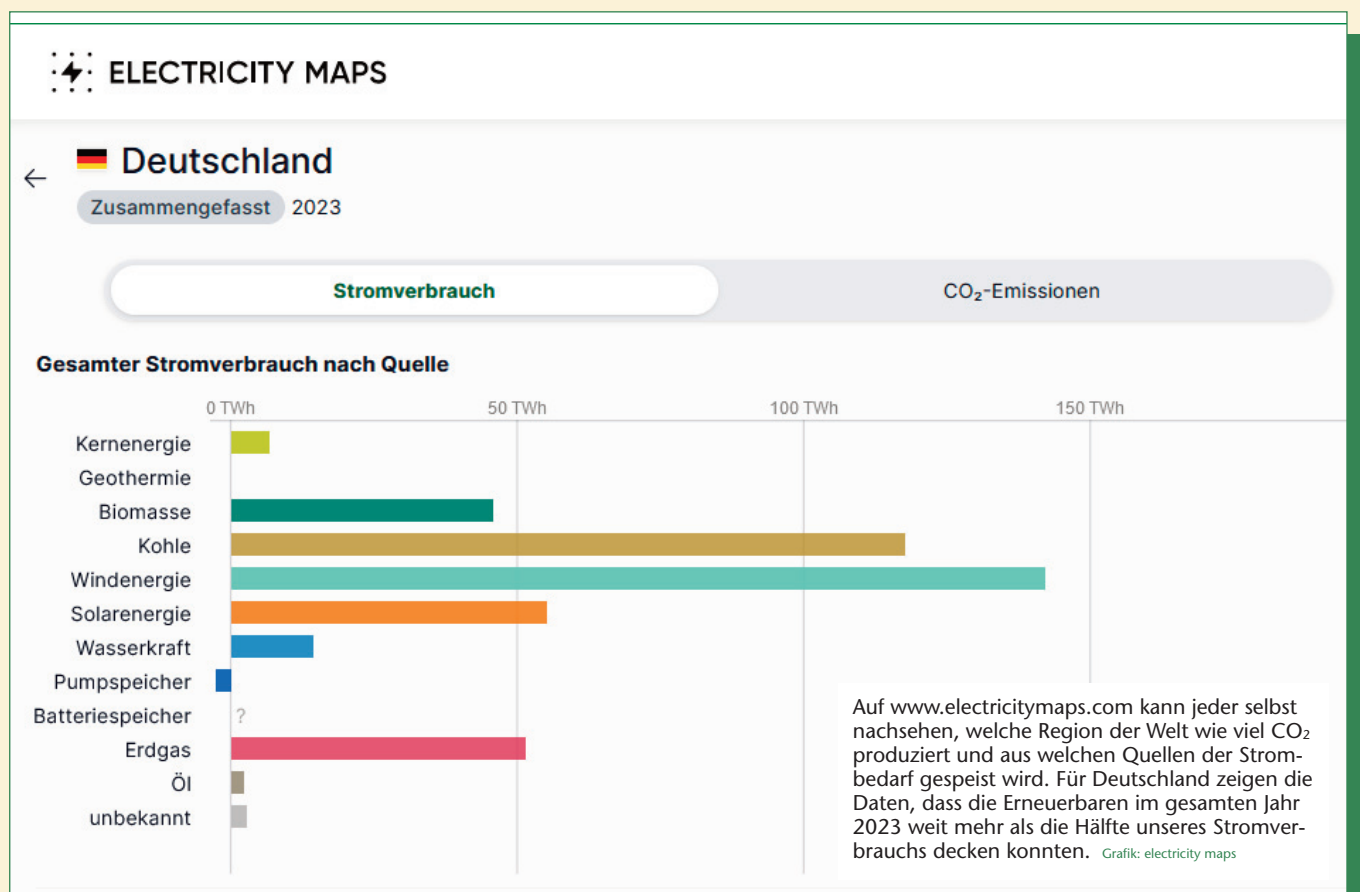 ELECTRICITY MAPS
Deutschland
Zusammengefasst 2023
Stromverbrauch CO₂-Emissionen
Gesamter Stromverbrauch nach Quelle
0 TWh 50 TWh 100 TWh 150 TWh
Kernenergie
Geothermie
Biomasse
Kohle
Windenergie
Solarenergie
Wasserkraft
Pumpspeicher
Batteriespeicher ?
Erdgas
Öl
unbekannt
Auf www.electricitymaps.com kann jeder selbst
nachsehen, welche Region der Welt wie viel CO₂
produziert und aus welchen Quellen der Strom-
bedarf gespeist wird. Für Deutschland zeigen die
Daten, dass die Erneuerbaren im gesamten Jahr
2023 weit mehr als die Hälfte unseres Stromver-
brauchs decken konnten. Grafik: electricity maps